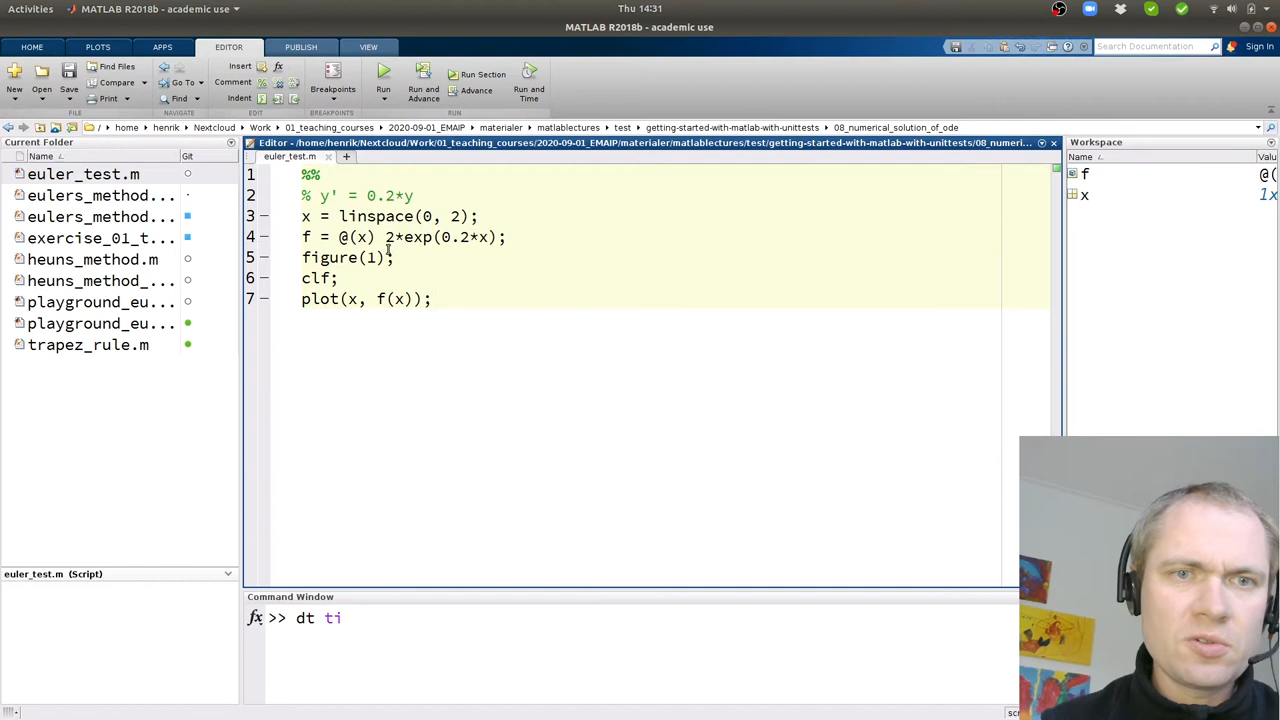 Activities
MATLAB R2018b - academic use
Thu 14:31
MATLAB R2018b - academic use
HOME
PLOTS
APPS
EDITOR
PUBLISH
VIEW
Search Documentation
Sign In
New
Open
Save
Find Files
Compare
Print
Go To
Find
NAVIGATE
Insert
fx
Comment
Indent
EDIT
Breakpoints
BREAKPOINTS
Run
Run and Advance
Run Section
Advance
Run and Time
RUN
/ home henrik Nextcloud Work 01_teaching_courses 2020-09-01_EMAIP materialer matlablectures test getting-started-with-matlab-with-unittests 08_numerical_solution_of_ode
Current Folder
Name
Git
euler_test.m
eulers_method...
eulers_method...
exercise_01_t...
heuns_method.m
heuns_method...
playground_eu...
playground_eu...
trapez_rule.m
euler_test.m (Script)
Editor - /home/henrik/Nextcloud/Work/01_teaching_courses/2020-09-01_EMAIP/materialer/matlablectures/test/getting-started-with-matlab-with-unittests/08_numeri...
euler_test.m
+
1 %%
2 % y' = 0.2*y
3 x = linspace(0, 2);
4 f = @(x) 2*exp(0.2*x);
5 figure(1);
6 clf;
7 plot(x, f(x));
Command Window
fx >> dt ti
Workspace
Name
Valu
f
@(
x
1x